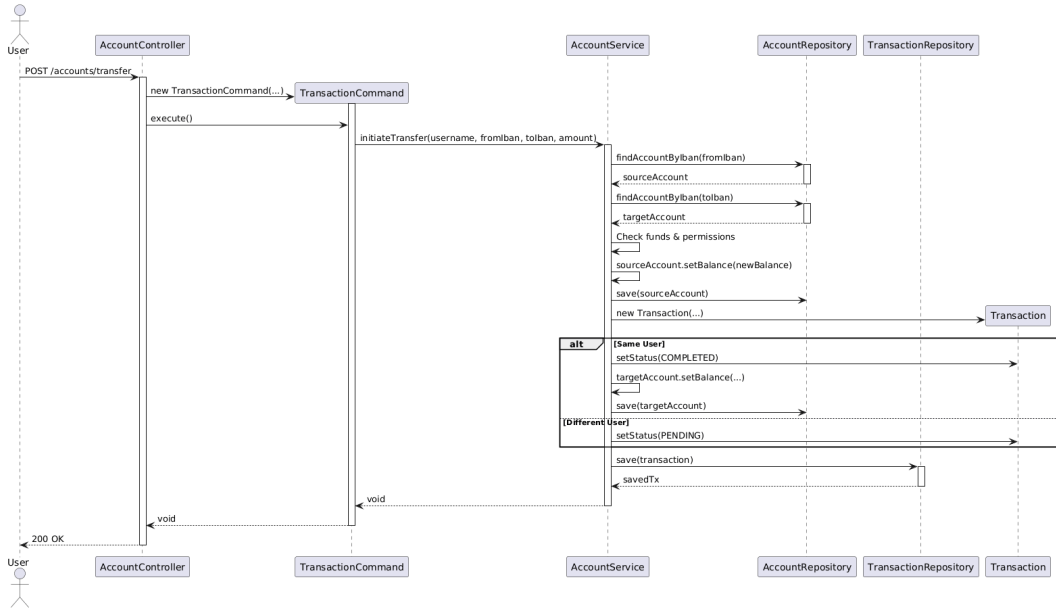 User
AccountController
AccountService
AccountRepository
TransactionRepository
POST /accounts/transfer
new TransactionCommand(...)
TransactionCommand
execute()
initiateTransfer(username, fromIban, toIban, amount)
findAccountByIban(fromIban)
sourceAccount
findAccountByIban(toIban)
targetAccount
Check funds & permissions
sourceAccount.setBalance(newBalance)
save(sourceAccount)
new Transaction(...)
Transaction
alt
[Same User]
setStatus(COMPLETED)
targetAccount.setBalance(...)
save(targetAccount)
[Different User]
setStatus(PENDING)
save(transaction)
savedTx
void
void
200 OK
User
AccountController
TransactionCommand
AccountService
AccountRepository
TransactionRepository
Transaction